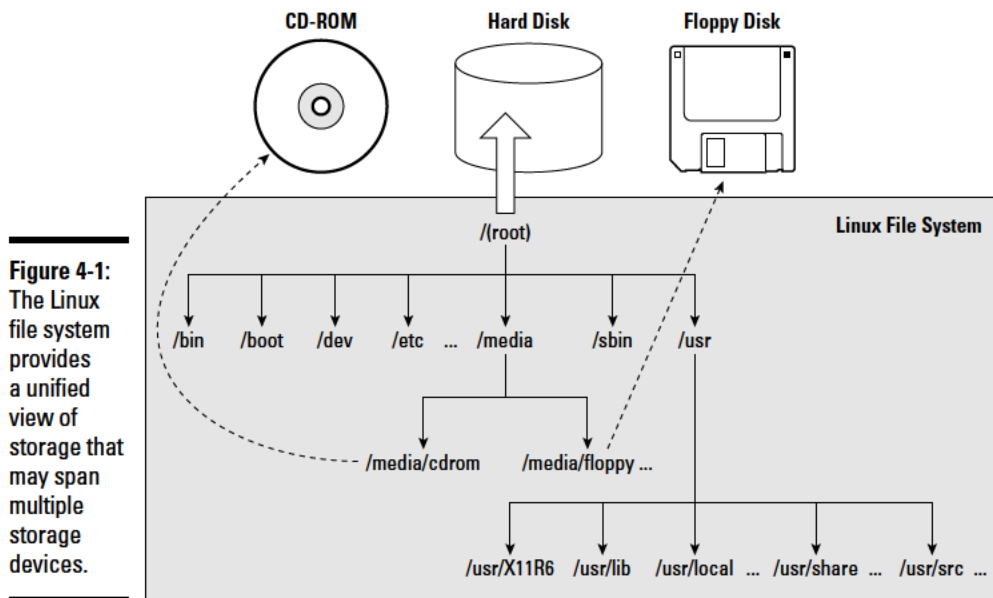 CD-ROM Hard Disk Floppy Disk
Linux File System
/(root)
Figure 4-1:
The Linux
file system
provides
a unified
view of
storage that
may span
multiple
storage
devices.
/bin /boot /dev /etc ... /media /sbin /usr
/media/cdrom /media/floppy ...
/usr/X11R6 /usr/lib /usr/local ... /usr/share ... /usr/src ...